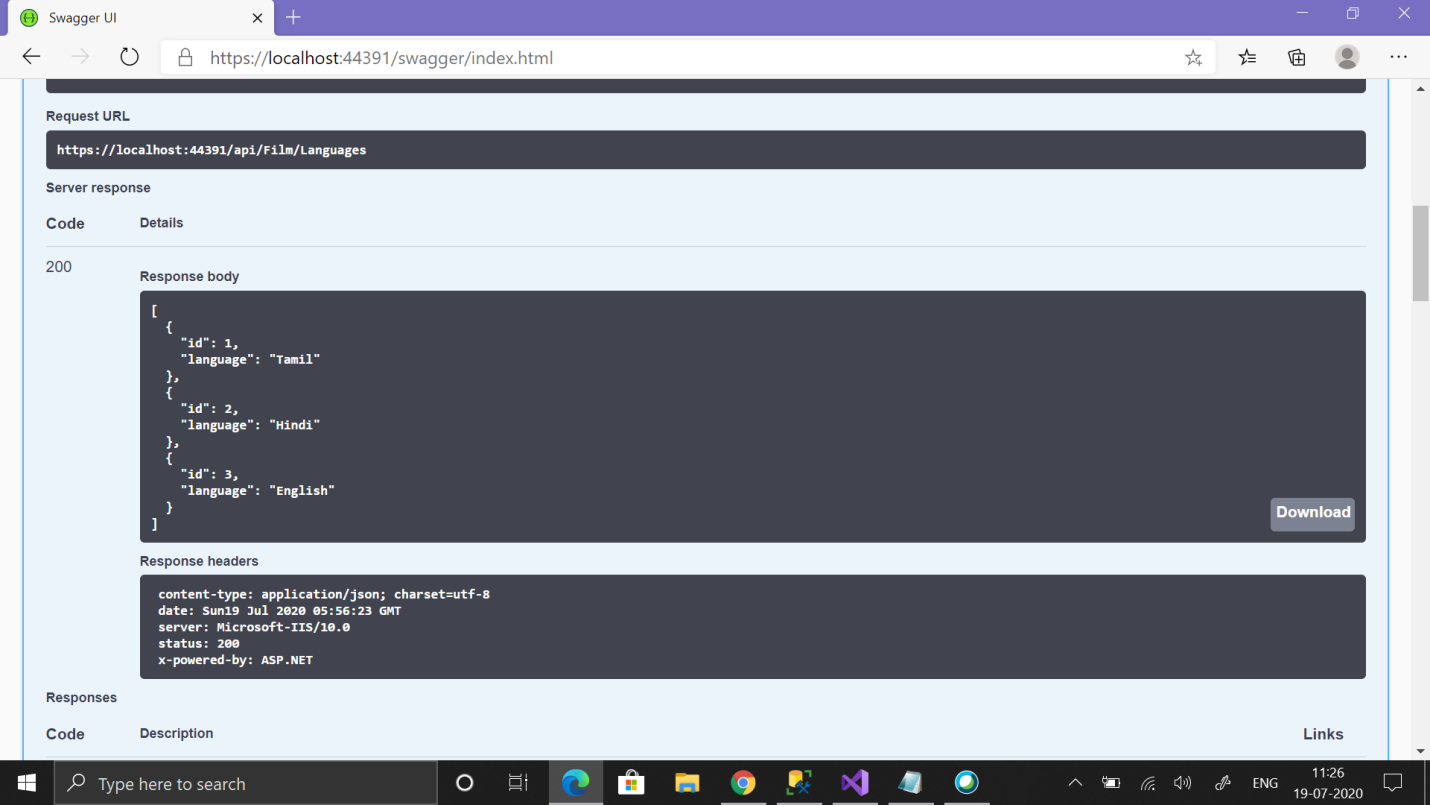 Swagger UI
https://localhost:44391/swagger/index.html
Request URL
https://localhost:44391/api/Film/Languages
Server response
Code Details
200
Response body
[
  {
    "id": 1,
    "language": "Tamil"
  },
  {
    "id": 2,
    "language": "Hindi"
  },
  {
    "id": 3,
    "language": "English"
  }
]
Download
Response headers
content-type: application/json; charset=utf-8
date: Sun19 Jul 2020 05:56:23 GMT
server: Microsoft-IIS/10.0
status: 200
x-powered-by: ASP.NET
Responses
Code Description Links
Type here to search
ENG
11:26
19-07-2020